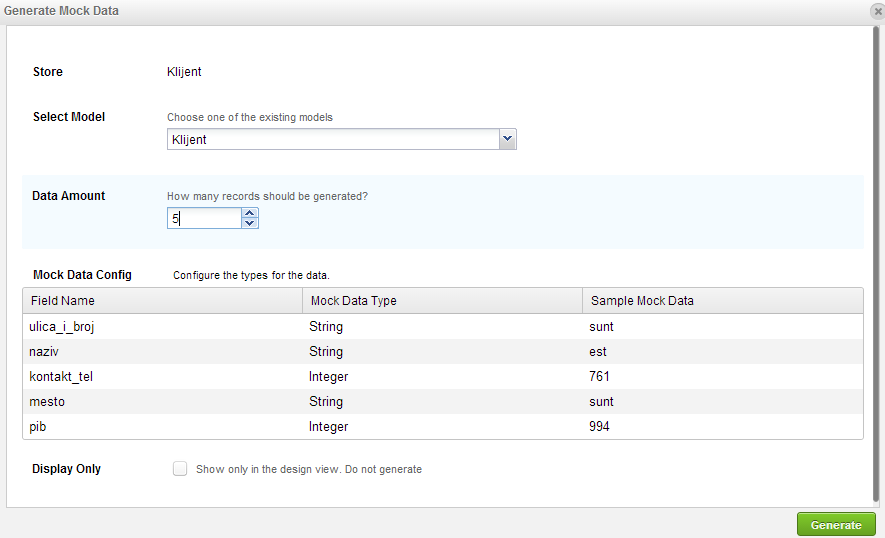 Generate Mock Data
Store Klijent
Select Model Choose one of the existing models
Klijent
Data Amount How many records should be generated?
5
Mock Data Config Configure the types for the data.
Field Name Mock Data Type Sample Mock Data
ulica_i_broj String sunt
naziv String est
kontakt_tel Integer 761
mesto String sunt
pib Integer 994
Display Only Show only in the design view. Do not generate
Generate